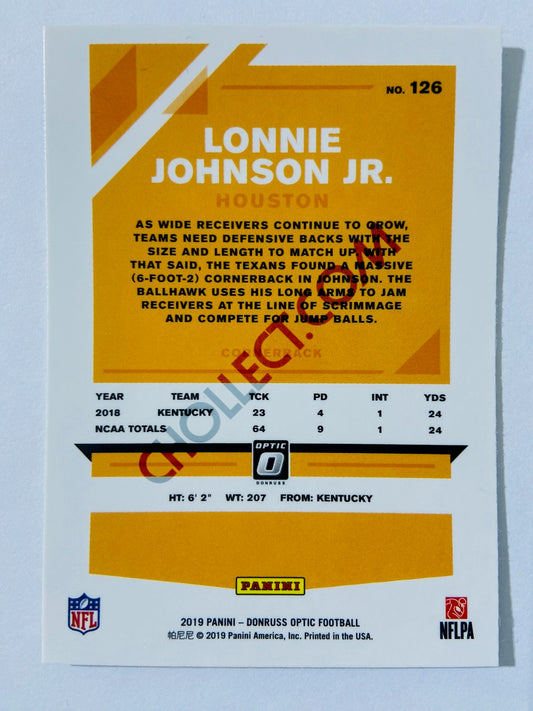 NO. 126
LONNIE
JOHNSON JR.
HOUSTON
AS WIDE RECEIVERS CONTINUE TO GROW,
TEAMS NEED DEFENSIVE BACKS WITH THE
SIZE AND LENGTH TO MATCH UP. WITH
THAT SAID, THE TEXANS FOUND A MASSIVE
(6-FOOT-2) CORNERBACK IN JOHNSON. THE
BALLHAWK USES HIS LONG ARMS TO JAM
RECEIVERS AT THE LINE OF SCRIMMAGE
AND COMPETE FOR JUMP BALLS.
CORNERBACK
CHOLLECT.COM
YEAR TEAM TCK PD INT YDS
2018 KENTUCKY 23 4 1 24
NCAA TOTALS 64 9 1 24
OPTIC
DONRUSS
HT: 6' 2" WT: 207 FROM: KENTUCKY
PANINI
NFL
2019 PANINI – DONRUSS OPTIC FOOTBALL
帕尼尼 © 2019 Panini America, Inc. Printed in the USA.
NFLPA